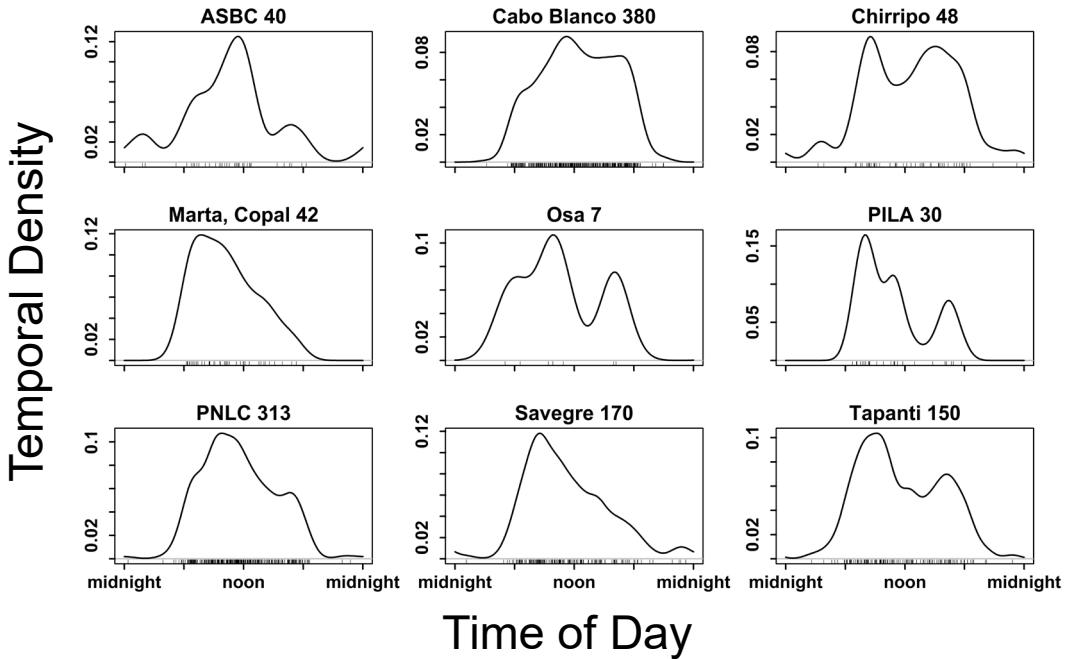 ASBC 40
0.12
0.02
Cabo Blanco 380
0.08
0.02
Chirripo 48
0.08
0.02
Temporal Density
Marta, Copal 42
0.12
0.02
Osa 7
0.1
0.02
PILA 30
0.15
0.05
PNLC 313
0.1
0.02
midnight noon midnight
Savegre 170
0.12
0.02
midnight noon midnight
Tapanti 150
0.1
0.02
midnight noon midnight
Time of Day